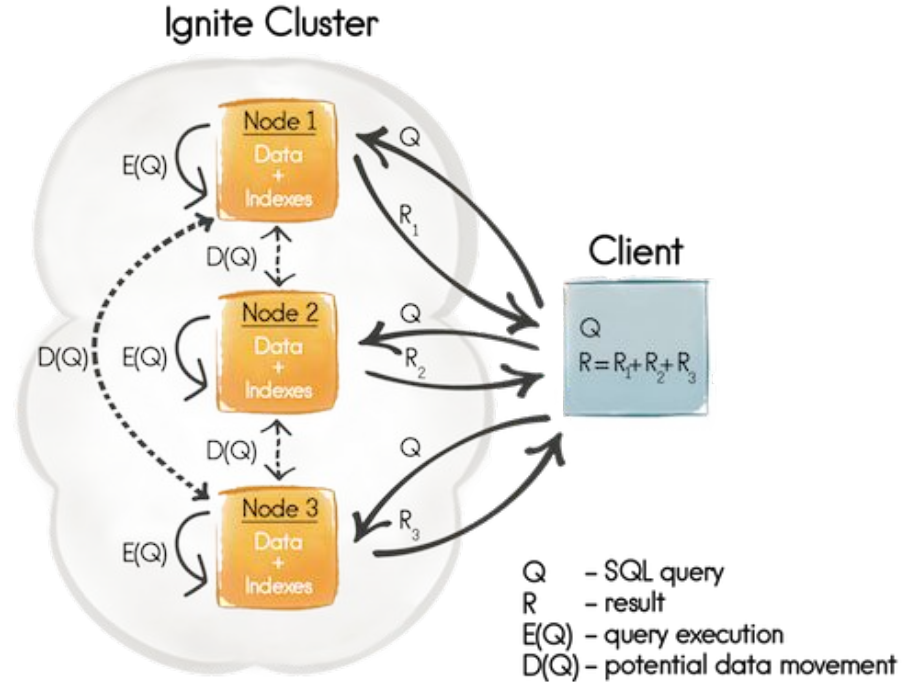 Ignite Cluster
Node 1
Data
+
Indexes
E(Q)
Q
R1
D(Q)
Client
Node 2
Data
+
Indexes
D(Q)
E(Q)
Q
R2
Q
R=R1+R2+R3
D(Q)
Node 3
Data
+
Indexes
E(Q)
Q
R3
Q – SQL query
R – result
E(Q) – query execution
D(Q) – potential data movement